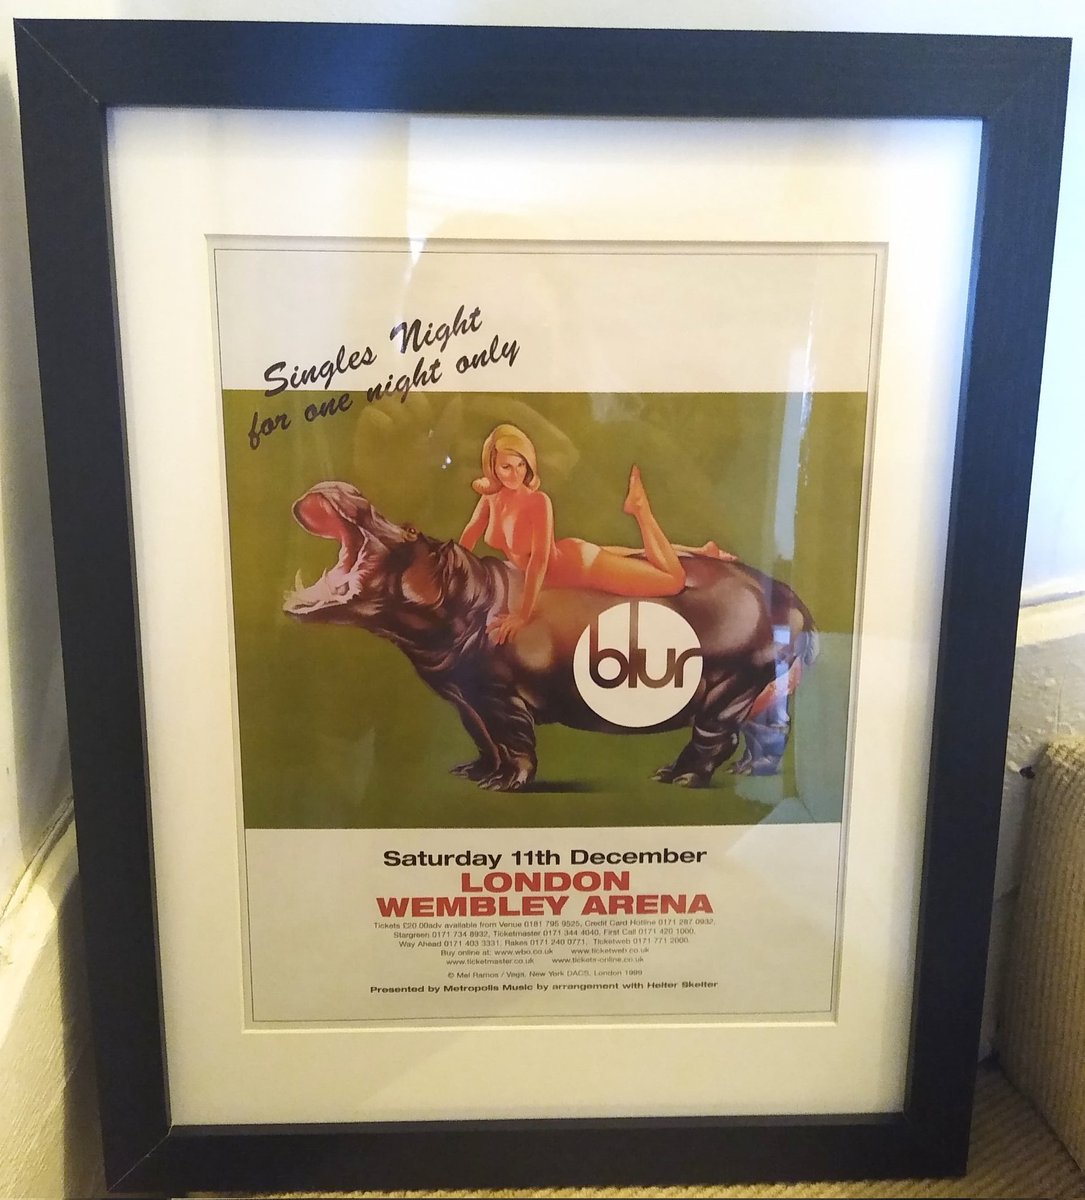 Singles Night
for one night only
blur
Saturday 11th December
LONDON
WEMBLEY ARENA
Tickets £20.00adv available from Venue 0181 795 9525, Credit Card Hotline 0171 287 0932,
Stargreen 0171 734 8932, Ticketmaster 0171 344 4040, First Call 0171 420 1000,
Way Ahead 0171 403 3331, Rakes 0171 240 0771, Ticketweb 0171 771 2000.
Buy online at: www.wbo.co.uk www.ticketweb.co.uk
www.ticketmaster.co.uk www.tickets-online.co.uk
© Mel Ramos / Vaga, New York DACS, London 1999
Presented by Metropolis Music by arrangement with Helter Skelter